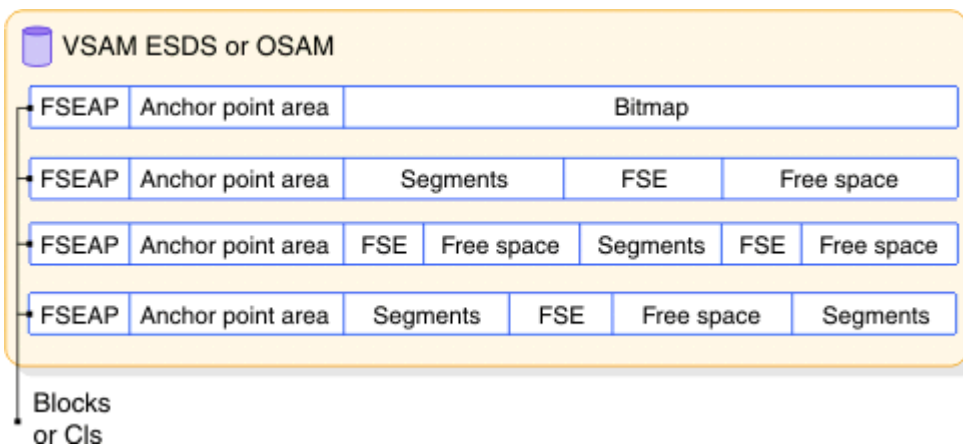 VSAM ESDS or OSAM
FSEAP Anchor point area Bitmap
FSEAP Anchor point area Segments FSE Free space
FSEAP Anchor point area FSE Free space Segments FSE Free space
FSEAP Anchor point area Segments FSE Free space Segments
Blocks
or CIs